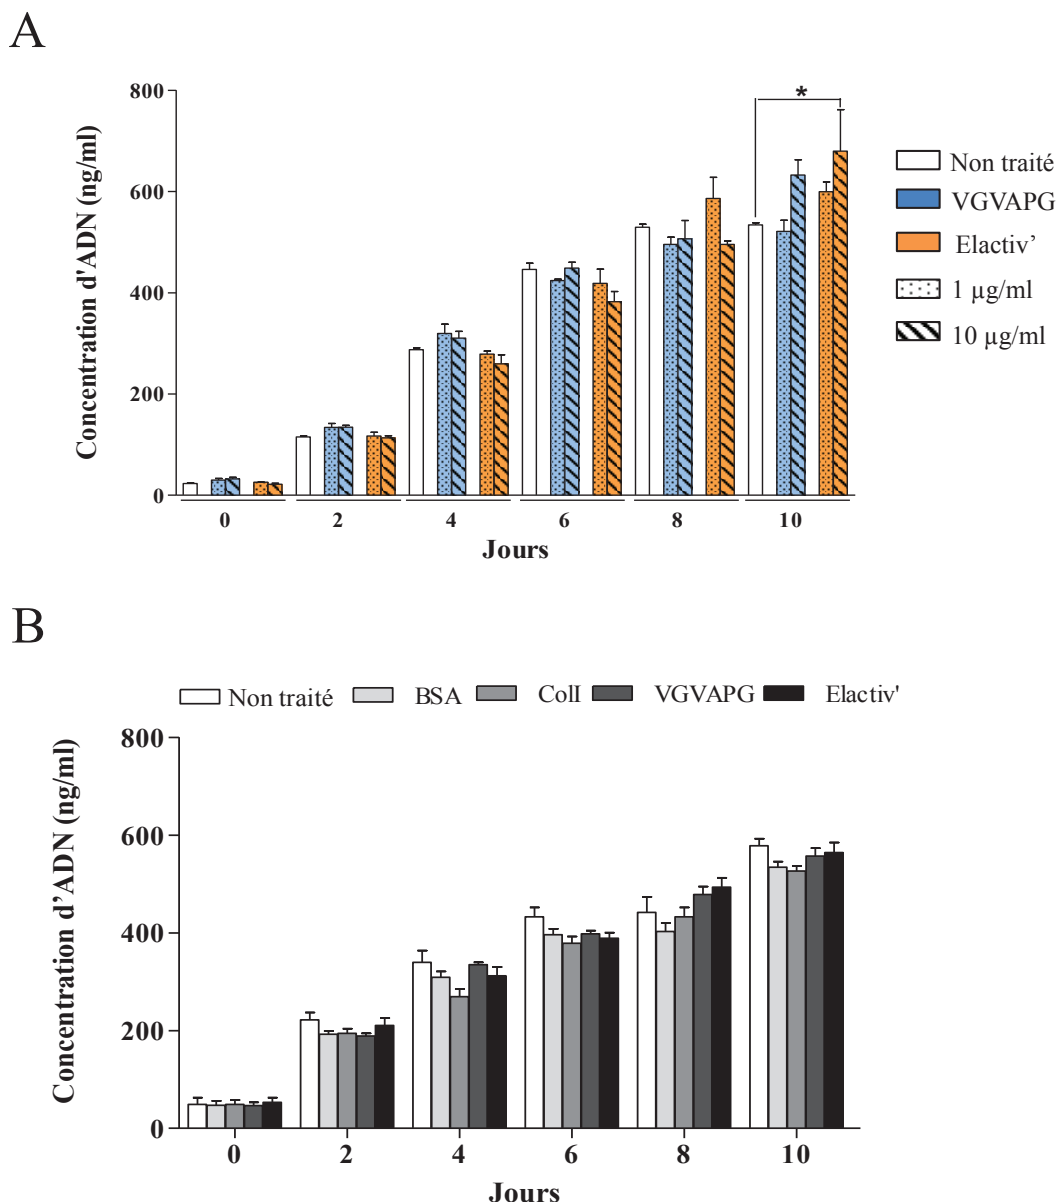 A
Concentration d'ADN (ng/ml)
800
600
400
200
0
*
0 2 4 6 8 10
Jours
Non traité
VGVAPG
Elactiv’
1 µg/ml
10 µg/ml
B
Non traité BSA ColI VGVAPG Elactiv'
Concentration d’ADN (ng/ml)
800
600
400
200
0
0 2 4 6 8 10
Jours